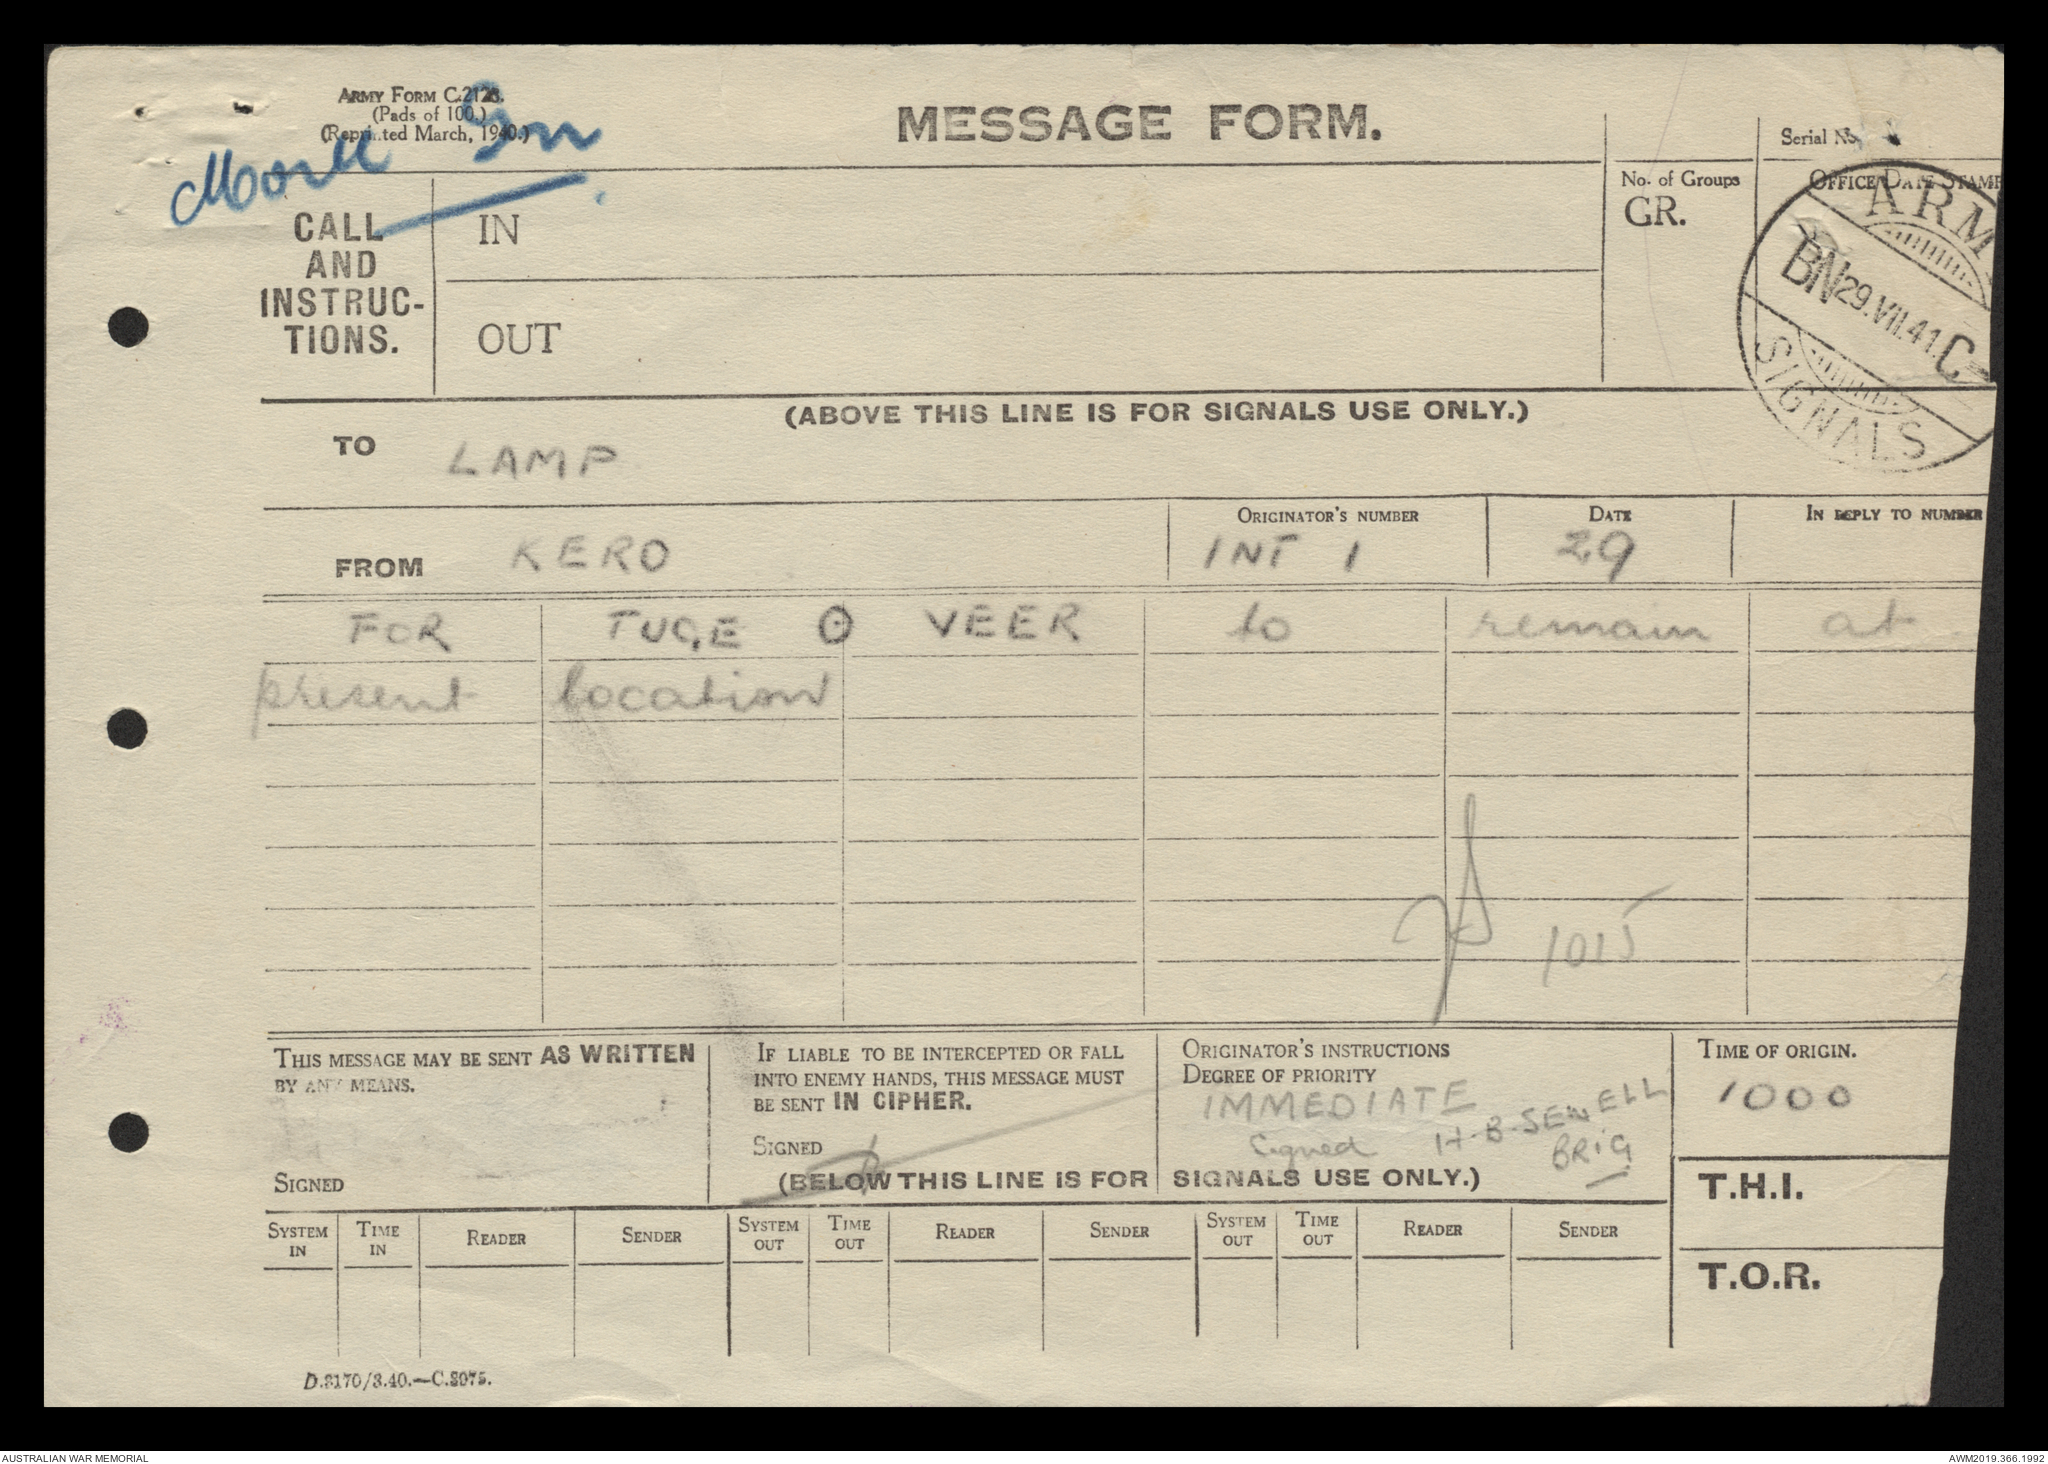 ARMY FORM C.2128.
(Pads of 100.)
(Reprinted March, 1940.)
MESSAGE FORM.
Serial No.
CALL
AND
INSTRUC-
TIONS.
IN
OUT
No. of Groups
GR.
OFFICE DATE STAMP
ARMY
BN 29.VII.41. C
SIGNALS
(ABOVE THIS LINE IS FOR SIGNALS USE ONLY.)
TO LAMP
FROM KERO
ORIGINATOR'S NUMBER
INT 1
DATE
29
IN REPLY TO NUMBER
FOR TUGE ⊙ VEER to remain at
present location
1015
THIS MESSAGE MAY BE SENT AS WRITTEN
BY ANY MEANS.
SIGNED
IF LIABLE TO BE INTERCEPTED OR FALL
INTO ENEMY HANDS, THIS MESSAGE MUST
BE SENT IN CIPHER.
SIGNED
ORIGINATOR'S INSTRUCTIONS
DEGREE OF PRIORITY
IMMEDIATE
Signed H.B. SEWELL
BRIG
TIME OF ORIGIN.
1000
(BELOW THIS LINE IS FOR SIGNALS USE ONLY.)
T.H.I.
T.O.R.
SYSTEM IN TIME IN READER SENDER SYSTEM OUT TIME OUT READER SENDER SYSTEM OUT TIME OUT READER SENDER
D.3170/3.40.—C.3075.
AUSTRALIAN WAR MEMORIAL
AWM2019.366.1992